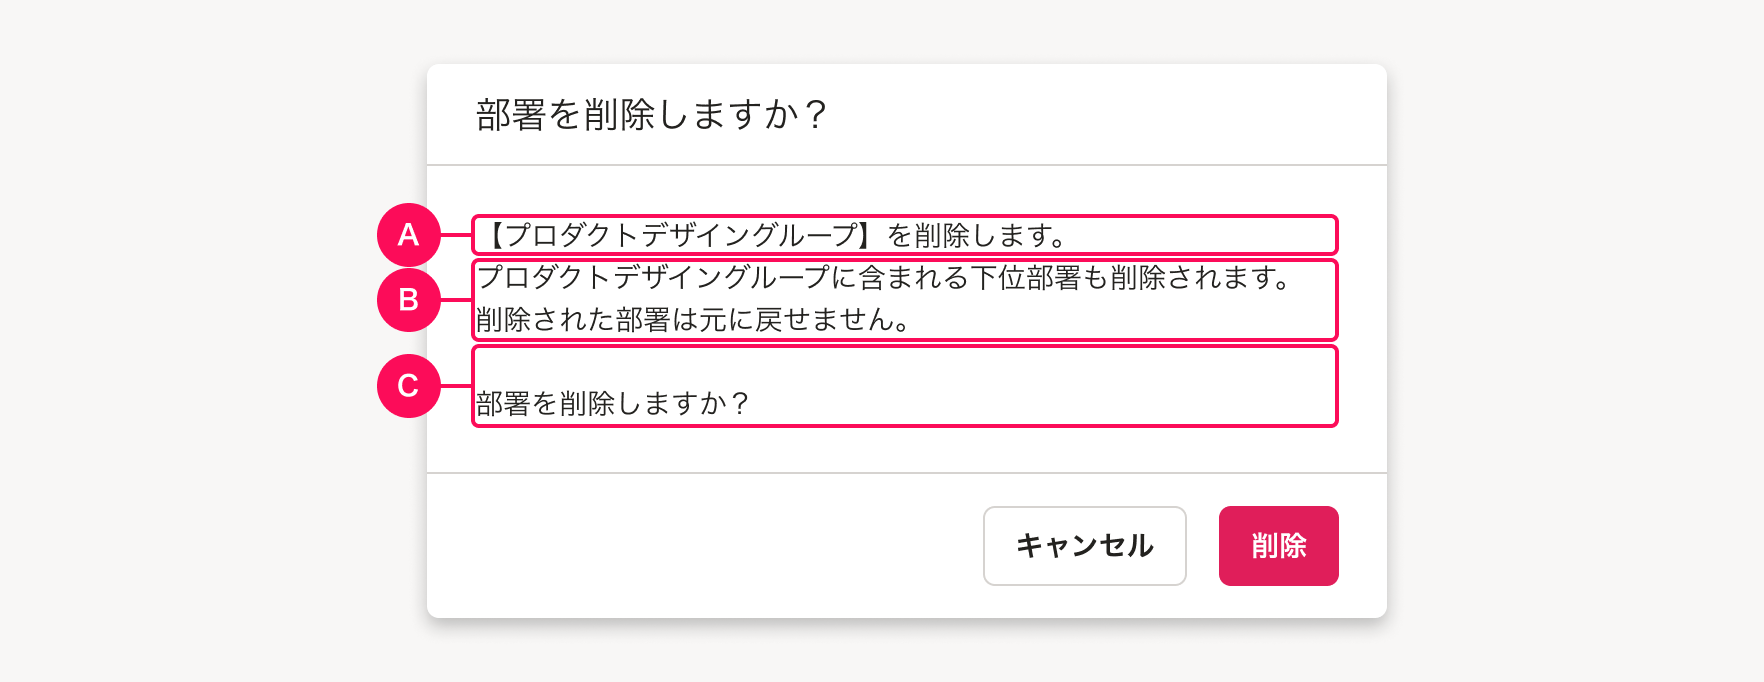 部署を削除しますか？
A
【プロダクトデザイングループ】を削除します。
B
プロダクトデザイングループに含まれる下位部署も削除されます。
削除された部署は元に戻せません。
C
部署を削除しますか？
キャンセル
削除